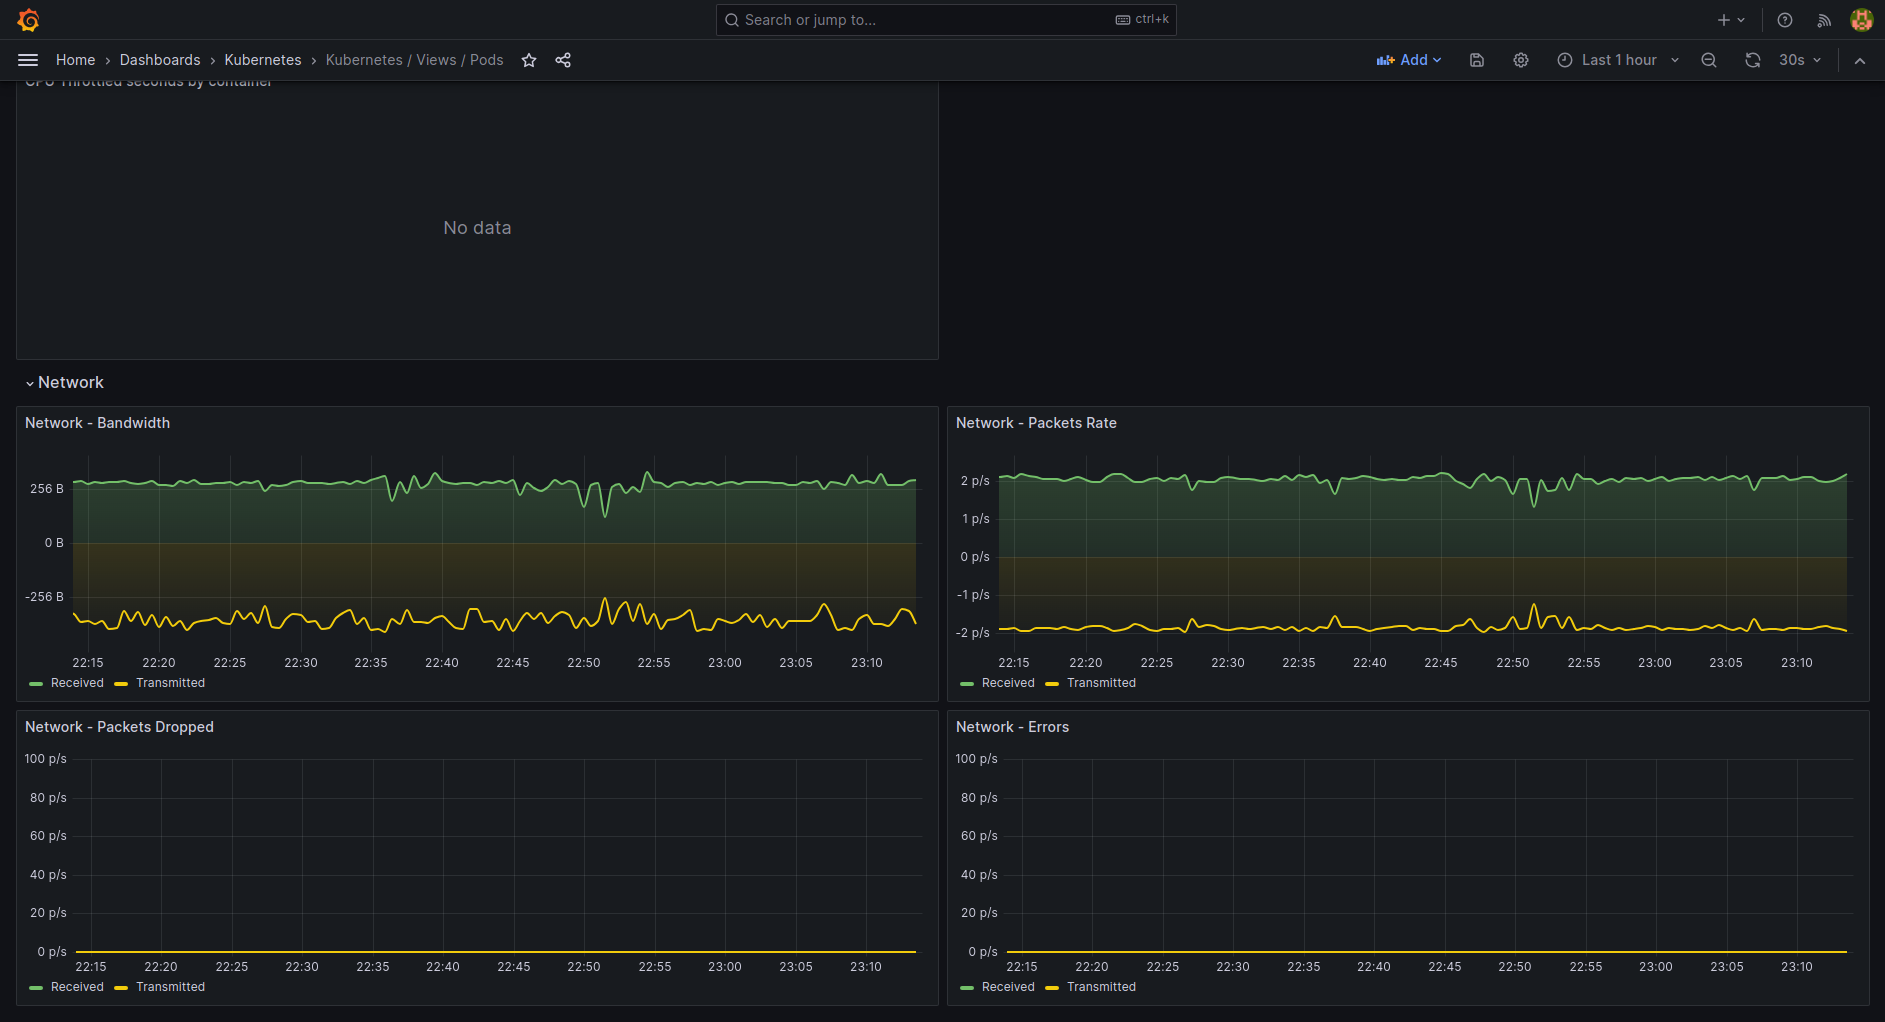 Search or jump to...
ctrl+k
Home › Dashboards › Kubernetes › Kubernetes / Views / Pods
Add
Last 1 hour
30s
CPU Throttled seconds by container
No data
Network
Network - Bandwidth
256 B
0 B
-256 B
22:15 22:20 22:25 22:30 22:35 22:40 22:45 22:50 22:55 23:00 23:05 23:10
Received Transmitted
Network - Packets Rate
2 p/s
1 p/s
0 p/s
-1 p/s
-2 p/s
22:15 22:20 22:25 22:30 22:35 22:40 22:45 22:50 22:55 23:00 23:05 23:10
Received Transmitted
Network - Packets Dropped
100 p/s
80 p/s
60 p/s
40 p/s
20 p/s
0 p/s
22:15 22:20 22:25 22:30 22:35 22:40 22:45 22:50 22:55 23:00 23:05 23:10
Received Transmitted
Network - Errors
100 p/s
80 p/s
60 p/s
40 p/s
20 p/s
0 p/s
22:15 22:20 22:25 22:30 22:35 22:40 22:45 22:50 22:55 23:00 23:05 23:10
Received Transmitted